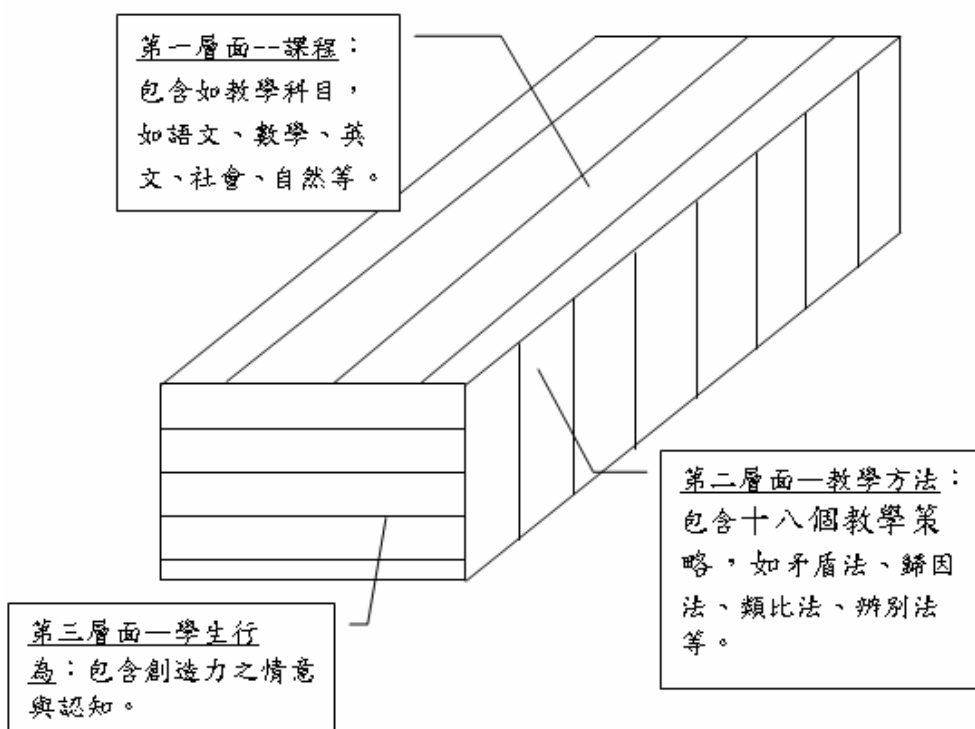 第一層面--課程：
包含如教學科目，
如語文、數學、英
文、社會、自然等。
第二層面—教學方法：
包含十八個教學策
略，如矛盾法、歸因
法、類比法、辨別法
等。
第三層面—學生行
為：包含創造力之情意
與認知。